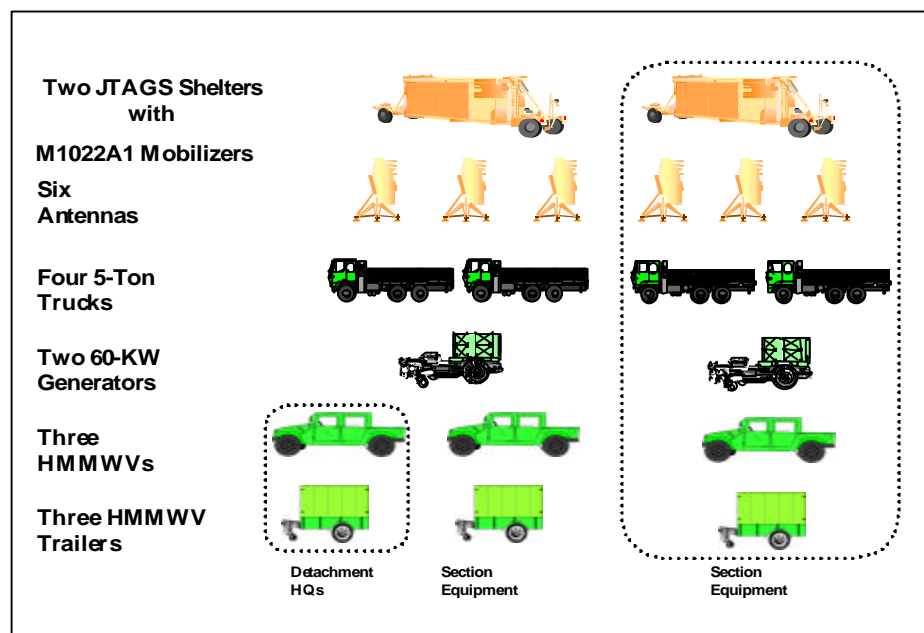 Two JTAGS Shelters
with
M1022A1 Mobilizers
Six
Antennas
Four 5-Ton
Trucks
Two 60-KW
Generators
Three
HMMWVs
Three HMMWV
Trailers
Detachment
HQs
Section
Equipment
Section
Equipment